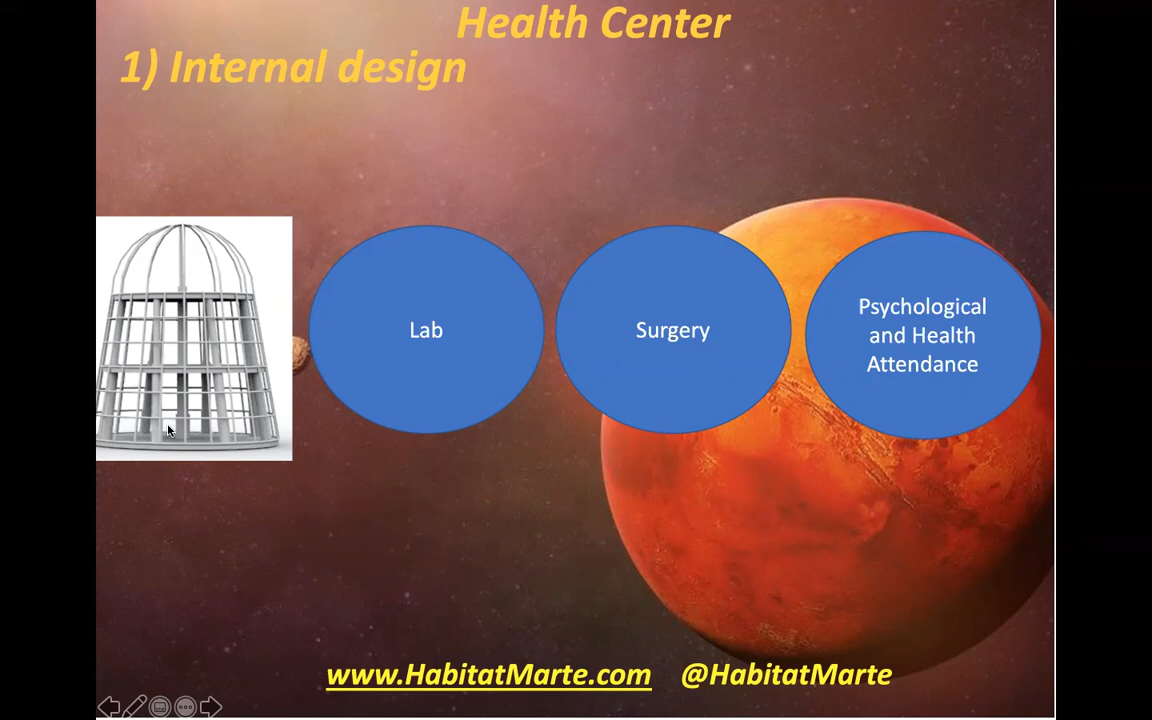 Health Center
1) Internal design
Lab
Surgery
Psychological
and Health
Attendance
www.HabitatMarte.com @HabitatMarte